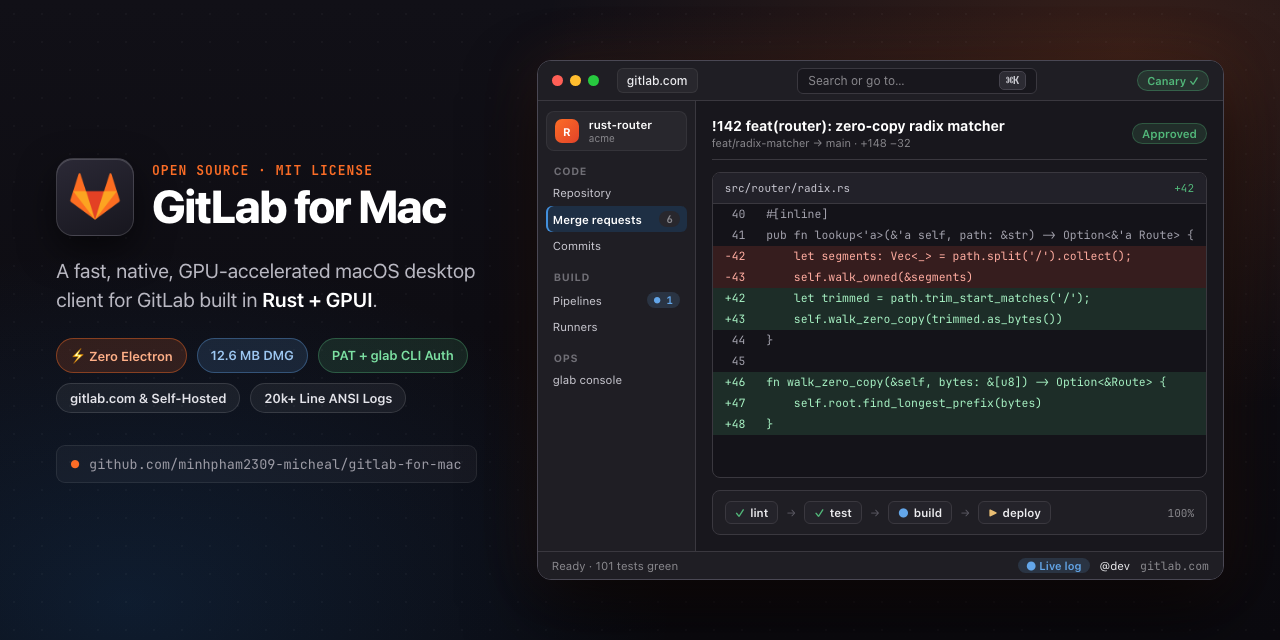 OPEN SOURCE · MIT LICENSE
GitLab for Mac
A fast, native, GPU-accelerated macOS desktop
client for GitLab built in Rust + GPUI.
⚡ Zero Electron
12.6 MB DMG
PAT + glab CLI Auth
gitlab.com & Self-Hosted
20k+ Line ANSI Logs
github.com/minhpham2309-micheal/gitlab-for-mac
gitlab.com
Search or go to...
⌘K
Canary ✓
R
rust-router
acme
CODE
Repository
Merge requests 6
Commits
BUILD
Pipelines 1
Runners
OPS
glab console
!142 feat(router): zero-copy radix matcher
feat/radix-matcher → main · +148 −32
Approved
src/router/radix.rs +42
40 #[inline]
41 pub fn lookup<'a>(&'a self, path: &str) -> Option<&'a Route> {
-42 let segments: Vec<_> = path.split('/').collect();
-43 self.walk_owned(&segments)
+42 let trimmed = path.trim_start_matches('/');
+43 self.walk_zero_copy(trimmed.as_bytes())
44 }
45
+46 fn walk_zero_copy(&self, bytes: &[u8]) -> Option<&Route> {
+47 self.root.find_longest_prefix(bytes)
+48 }
✓ lint → ✓ test → build → ▶ deploy 100%
Ready · 101 tests green
Live log @dev gitlab.com